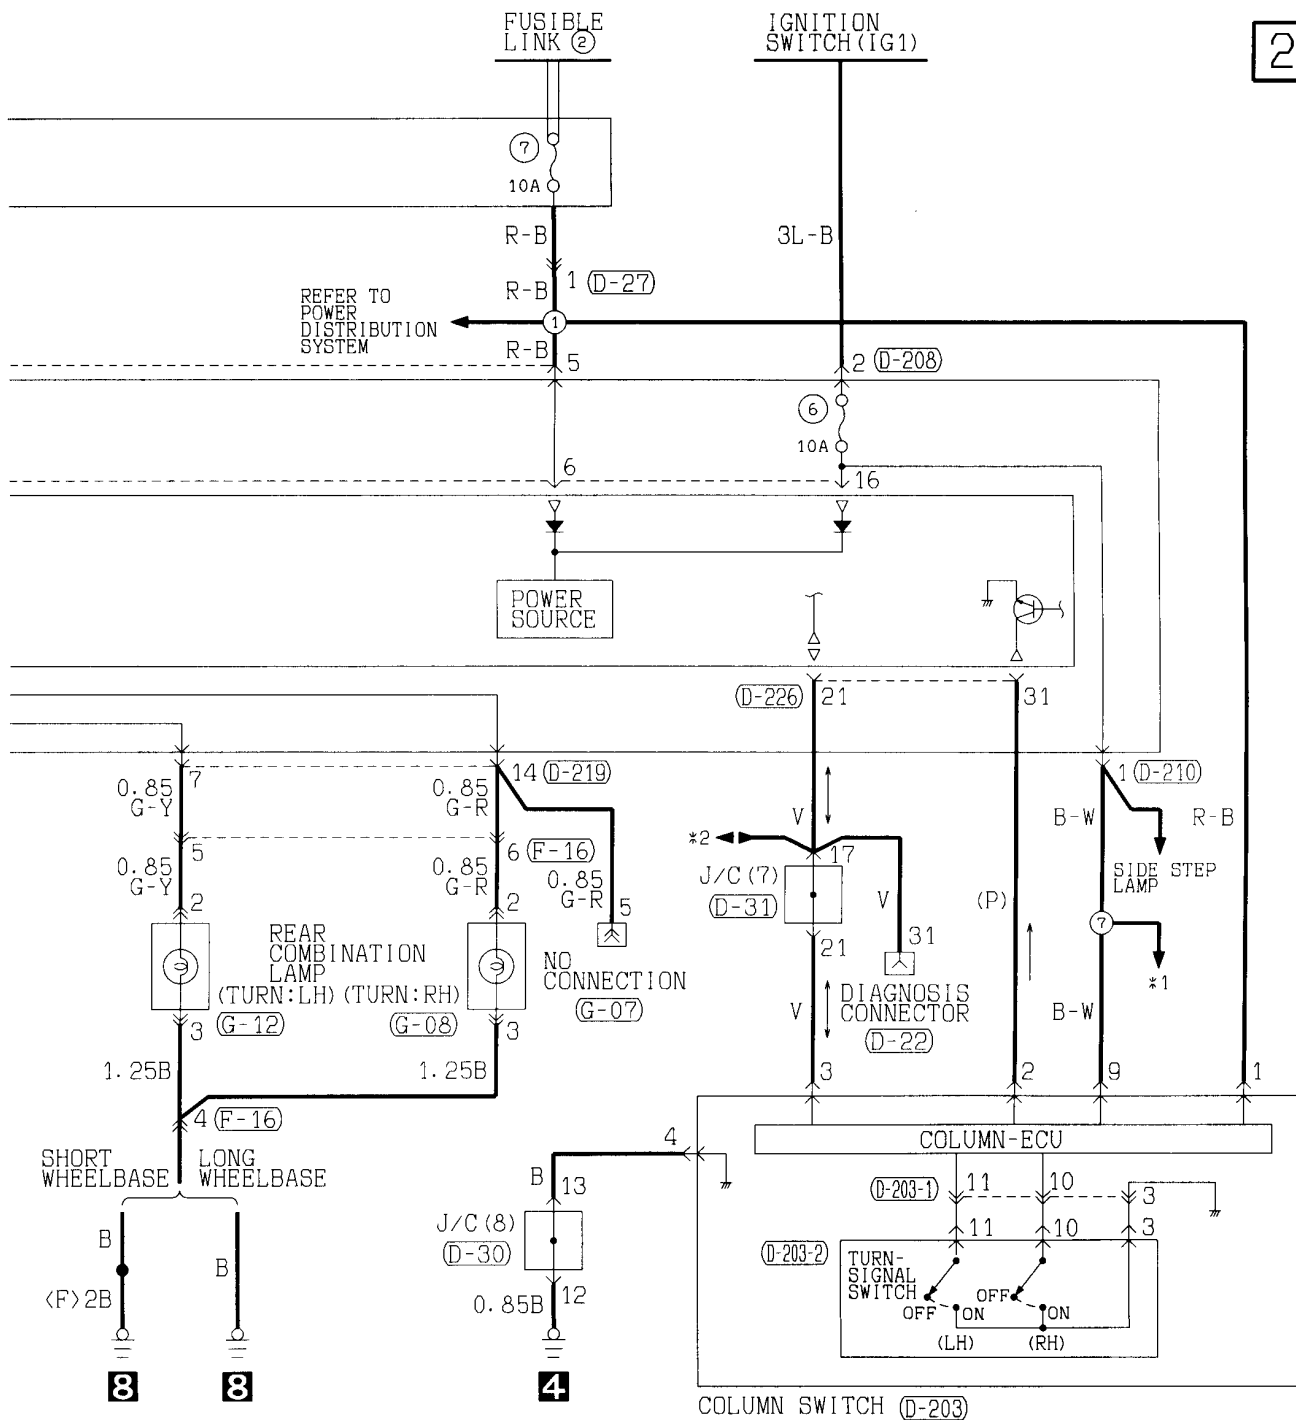 FUSIBLE
LINK ②
IGNITION
SWITCH(IG1)
2
⑦
10A
R-B
3L-B
1 (D-27)
R-B
REFER TO
POWER
DISTRIBUTION
SYSTEM
①
R-B
5
2 (D-208)
⑥
10A
6
16
POWER
SOURCE
(D-226) 21
31
7
14 (D-219)
1 (D-210)
0.85
G-Y
0.85
G-R
V
B-W
R-B
*2
5
6 (F-16)
17
SIDE STEP
LAMP
0.85
G-Y
0.85
G-R
0.85
G-R
5
J/C(7)
(D-31)
V
(P)
2
2
⑦
21
31
REAR
COMBINATION
LAMP
(TURN:LH) (TURN:RH)
NO
CONNECTION
(G-07)
*1
3 (G-12)
(G-08) 3
V
DIAGNOSIS
CONNECTOR
(D-22)
B-W
1.25B
1.25B
3
2
9
1
4 (F-16)
4
COLUMN-ECU
SHORT
WHEELBASE
LONG
WHEELBASE
B
13
(D-203-1)
11
10
3
J/C(8)
(D-30)
11
10
3
B
B
(D-203-2)
TURN-
SIGNAL
SWITCH
OFF
ON
OFF
ON
<F>2B
0.85B
12
(LH)
(RH)
8
8
4
COLUMN SWITCH (D-203)